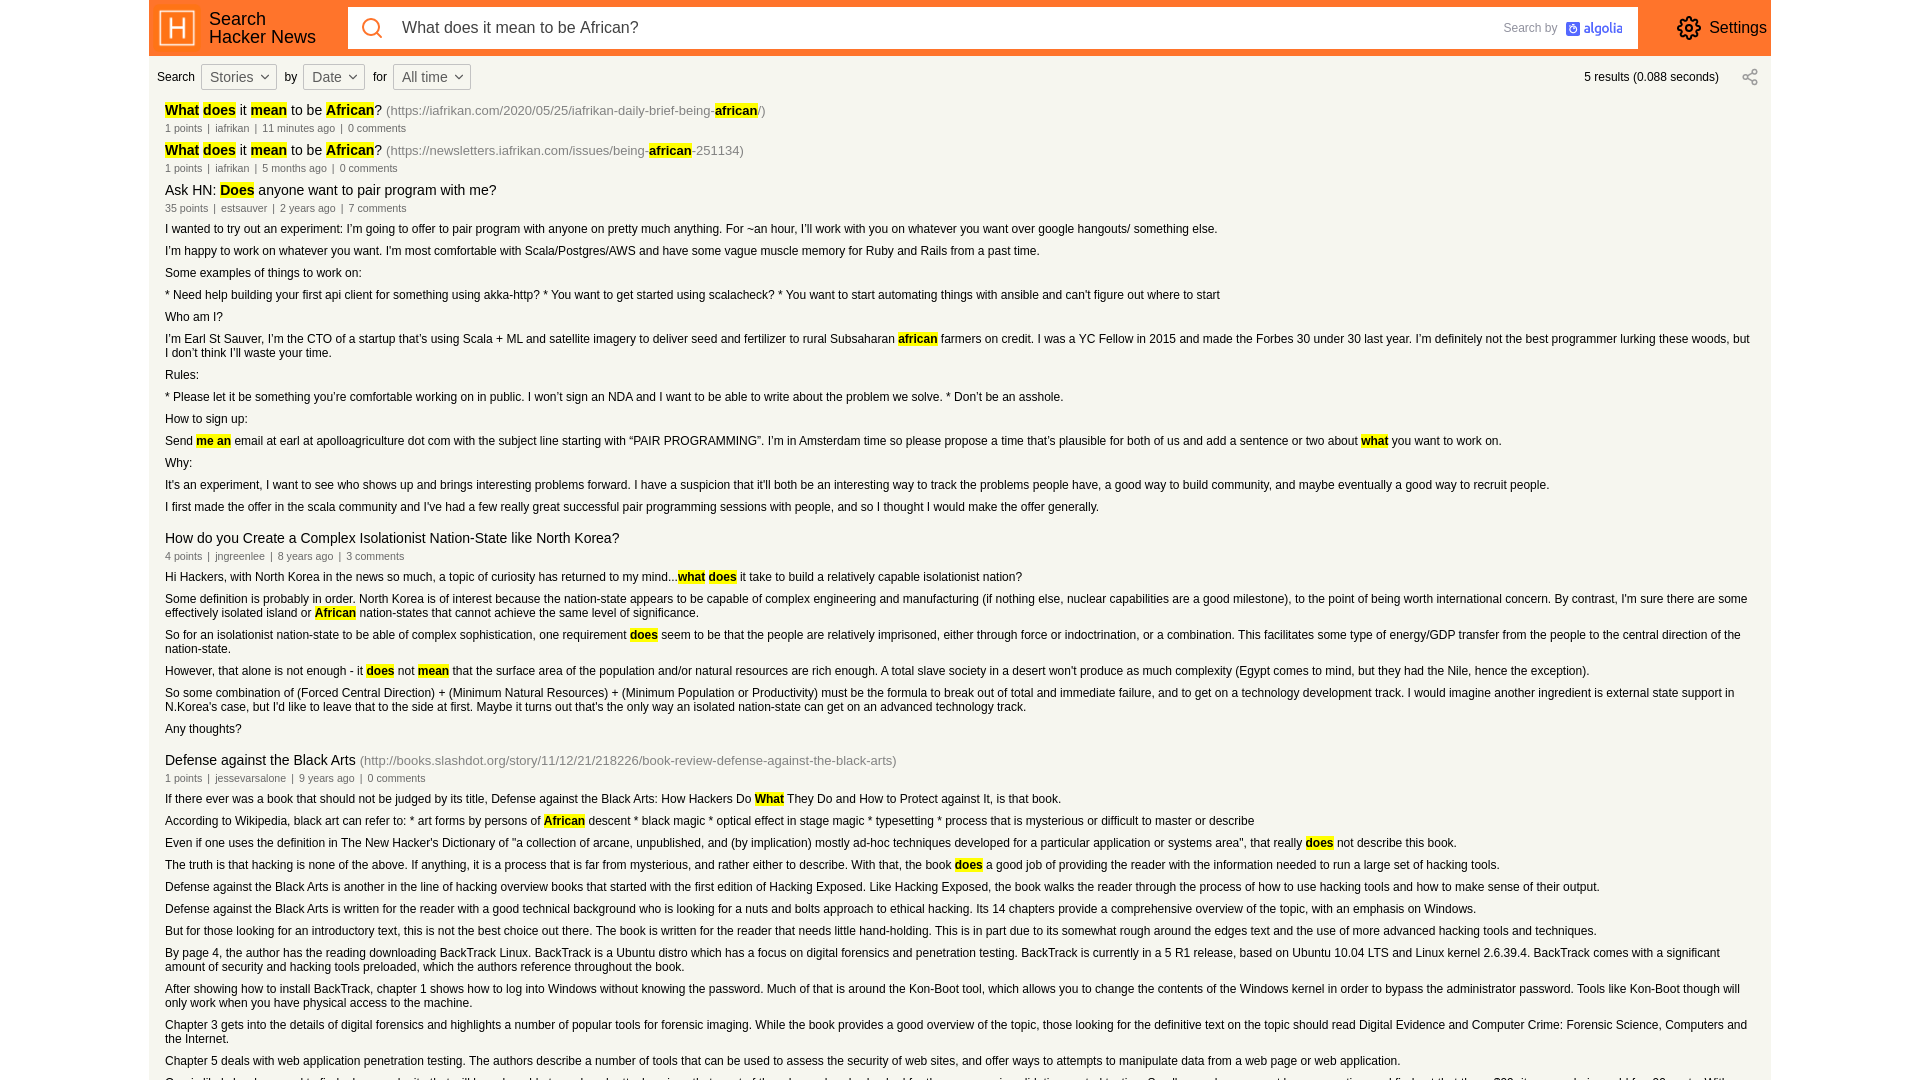 Search
Hacker News
What does it mean to be African?
Search by algolia
Settings
Search Stories by Date for All time
5 results (0.088 seconds)
What does it mean to be African? (https://iafrikan.com/2020/05/25/iafrikan-daily-brief-being-african/)
1 points | iafrikan | 11 minutes ago | 0 comments
What does it mean to be African? (https://newsletters.iafrikan.com/issues/being-african-251134)
1 points | iafrikan | 5 months ago | 0 comments
Ask HN: Does anyone want to pair program with me?
35 points | estsauver | 2 years ago | 7 comments
I wanted to try out an experiment: I’m going to offer to pair program with anyone on pretty much anything. For ~an hour, I’ll work with you on whatever you want over google hangouts/ something else.
I’m happy to work on whatever you want. I'm most comfortable with Scala/Postgres/AWS and have some vague muscle memory for Ruby and Rails from a past time.
Some examples of things to work on:
* Need help building your first api client for something using akka-http? * You want to get started using scalacheck? * You want to start automating things with ansible and can't figure out where to start
Who am I?
I’m Earl St Sauver, I’m the CTO of a startup that’s using Scala + ML and satellite imagery to deliver seed and fertilizer to rural Subsaharan african farmers on credit. I was a YC Fellow in 2015 and made the Forbes 30 under 30 last year. I’m definitely not the best programmer lurking these woods, but
I don’t think I’ll waste your time.
Rules:
* Please let it be something you’re comfortable working on in public. I won’t sign an NDA and I want to be able to write about the problem we solve. * Don’t be an asshole.
How to sign up:
Send me an email at earl at apolloagriculture dot com with the subject line starting with “PAIR PROGRAMMING”. I’m in Amsterdam time so please propose a time that’s plausible for both of us and add a sentence or two about what you want to work on.
Why:
It's an experiment, I want to see who shows up and brings interesting problems forward. I have a suspicion that it'll both be an interesting way to track the problems people have, a good way to build community, and maybe eventually a good way to recruit people.
I first made the offer in the scala community and I've had a few really great successful pair programming sessions with people, and so I thought I would make the offer generally.
How do you Create a Complex Isolationist Nation-State like North Korea?
4 points | jngreenlee | 8 years ago | 3 comments
Hi Hackers, with North Korea in the news so much, a topic of curiosity has returned to my mind...what does it take to build a relatively capable isolationist nation?
Some definition is probably in order. North Korea is of interest because the nation-state appears to be capable of complex engineering and manufacturing (if nothing else, nuclear capabilities are a good milestone), to the point of being worth international concern. By contrast, I'm sure there are some
effectively isolated island or African nation-states that cannot achieve the same level of significance.
So for an isolationist nation-state to be able of complex sophistication, one requirement does seem to be that the people are relatively imprisoned, either through force or indoctrination, or a combination. This facilitates some type of energy/GDP transfer from the people to the central direction of the
nation-state.
However, that alone is not enough - it does not mean that the surface area of the population and/or natural resources are rich enough. A total slave society in a desert won't produce as much complexity (Egypt comes to mind, but they had the Nile, hence the exception).
So some combination of (Forced Central Direction) + (Minimum Natural Resources) + (Minimum Population or Productivity) must be the formula to break out of total and immediate failure, and to get on a technology development track. I would imagine another ingredient is external state support in
N.Korea's case, but I'd like to leave that to the side at first. Maybe it turns out that's the only way an isolated nation-state can get on an advanced technology track.
Any thoughts?
Defense against the Black Arts (http://books.slashdot.org/story/11/12/21/218226/book-review-defense-against-the-black-arts)
1 points | jessevarsalone | 9 years ago | 0 comments
If there ever was a book that should not be judged by its title, Defense against the Black Arts: How Hackers Do What They Do and How to Protect against It, is that book.
According to Wikipedia, black art can refer to: * art forms by persons of African descent * black magic * optical effect in stage magic * typesetting * process that is mysterious or difficult to master or describe
Even if one uses the definition in The New Hacker's Dictionary of "a collection of arcane, unpublished, and (by implication) mostly ad-hoc techniques developed for a particular application or systems area", that really does not describe this book.
The truth is that hacking is none of the above. If anything, it is a process that is far from mysterious, and rather either to describe. With that, the book does a good job of providing the reader with the information needed to run a large set of hacking tools.
Defense against the Black Arts is another in the line of hacking overview books that started with the first edition of Hacking Exposed. Like Hacking Exposed, the book walks the reader through the process of how to use hacking tools and how to make sense of their output.
Defense against the Black Arts is written for the reader with a good technical background who is looking for a nuts and bolts approach to ethical hacking. Its 14 chapters provide a comprehensive overview of the topic, with an emphasis on Windows.
But for those looking for an introductory text, this is not the best choice out there. The book is written for the reader that needs little hand-holding. This is in part due to its somewhat rough around the edges text and the use of more advanced hacking tools and techniques.
By page 4, the author has the reading downloading BackTrack Linux. BackTrack is a Ubuntu distro which has a focus on digital forensics and penetration testing. BackTrack is currently in a 5 R1 release, based on Ubuntu 10.04 LTS and Linux kernel 2.6.39.4. BackTrack comes with a significant
amount of security and hacking tools preloaded, which the authors reference throughout the book.
After showing how to install BackTrack, chapter 1 shows how to log into Windows without knowing the password. Much of that is around the Kon-Boot tool, which allows you to change the contents of the Windows kernel in order to bypass the administrator password. Tools like Kon-Boot though will
only work when you have physical access to the machine.
Chapter 3 gets into the details of digital forensics and highlights a number of popular tools for forensic imaging. While the book provides a good overview of the topic, those looking for the definitive text on the topic should read Digital Evidence and Computer Crime: Forensic Science, Computers and
the Internet.
Chapter 5 deals with web application penetration testing. The authors describe a number of tools that can be used to assess the security of web sites, and offer ways to attempts to manipulate data from a web page or web application.